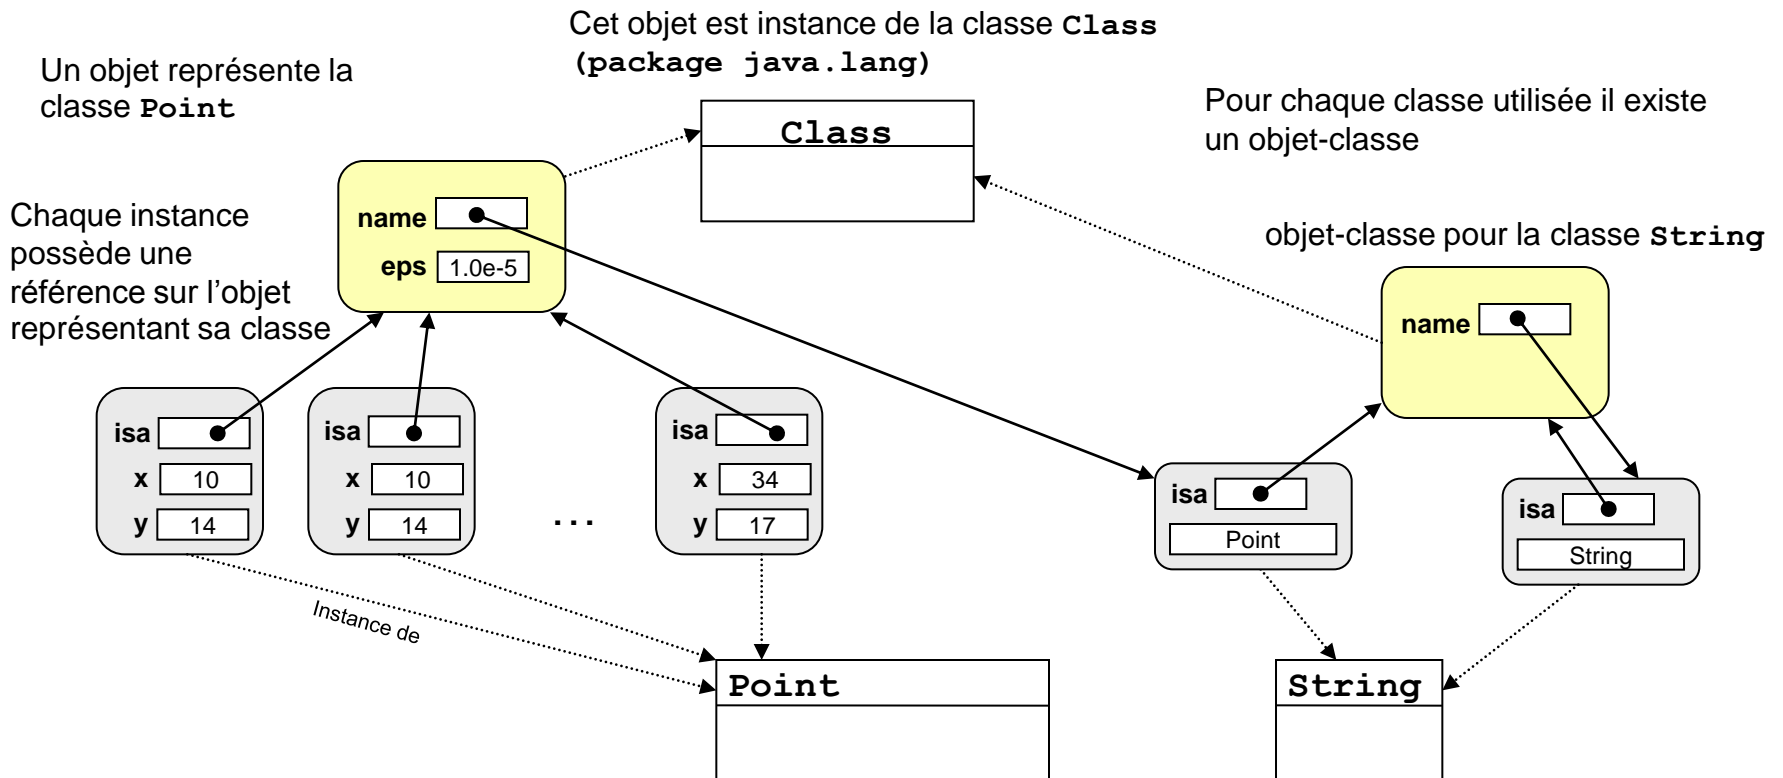 Cet objet est instance de la classe Class
(package java.lang)
Un objet représente la
classe Point
Pour chaque classe utilisée il existe
un objet-classe
Class
Chaque instance
possède une
référence sur l’objet
représentant sa classe
name
eps 1.0e-5
objet-classe pour la classe String
name
isa
x 10
y 14
isa
x 10
y 14
...
isa
x 34
y 17
isa
Point
isa
String
Instance de
Point
String